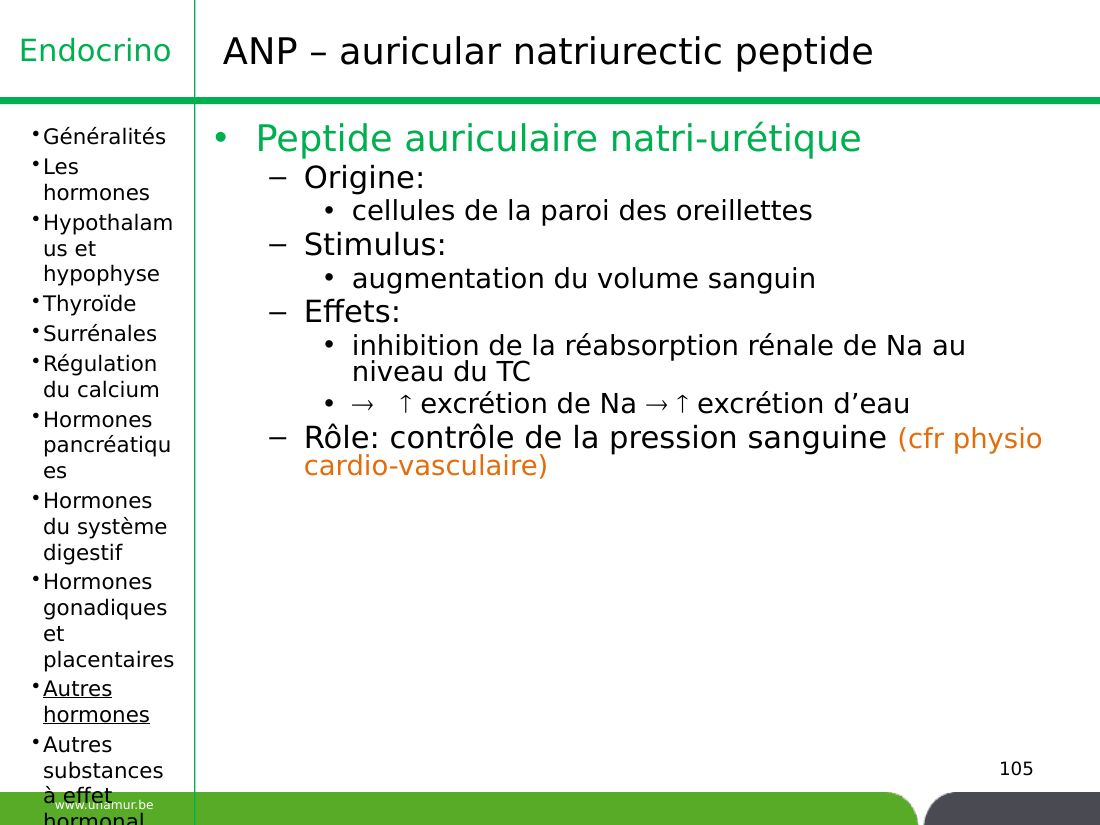 Endocrino
ANP – auricular natriurectic peptide
•Généralités
•Les
hormones
•Hypothalam
us et
hypophyse
•Thyroïde
•Surrénales
•Régulation
du calcium
•Hormones
pancréatiqu
es
•Hormones
du système
digestif
•Hormones
gonadiques
et
placentaires
•Autres
hormones
•Autres
substances
à effet
hormonal
• Peptide auriculaire natri-urétique
– Origine:
• cellules de la paroi des oreillettes
– Stimulus:
• augmentation du volume sanguin
– Effets:
• inhibition de la réabsorption rénale de Na au
niveau du TC
• → ↑ excrétion de Na → ↑ excrétion d’eau
– Rôle: contrôle de la pression sanguine (cfr physio
cardio-vasculaire)
105
www.unamur.be